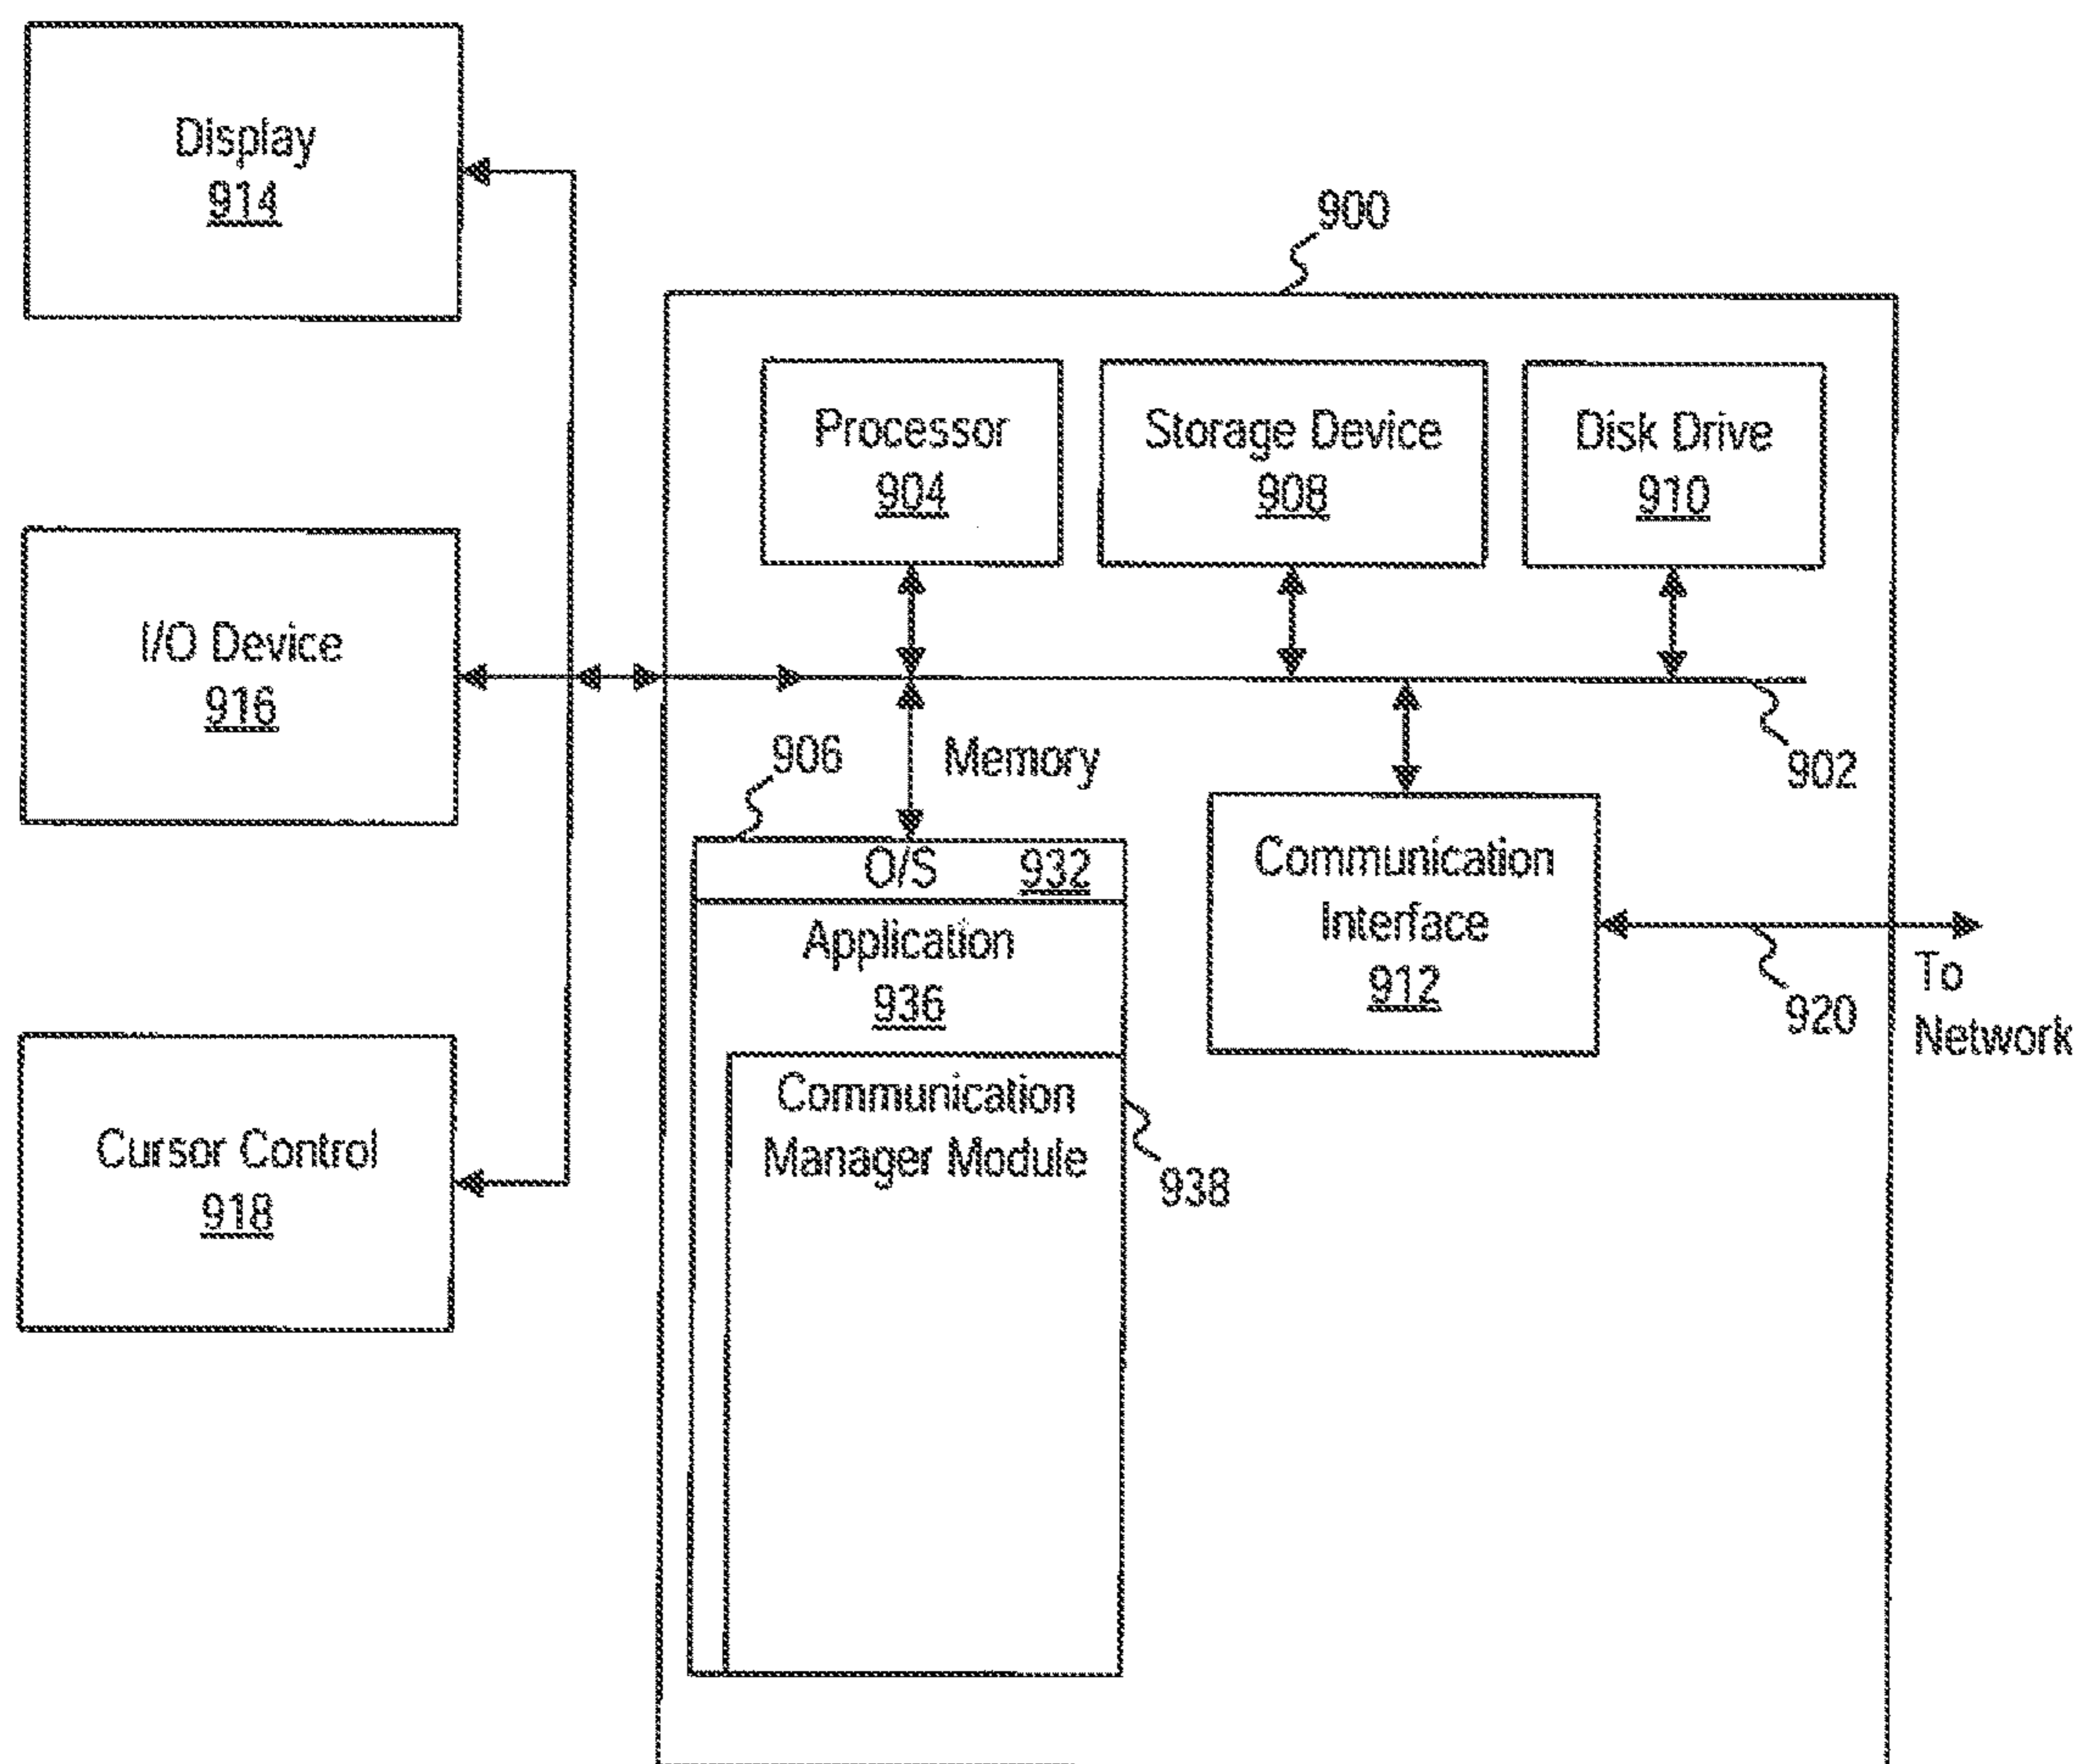 Display
914
900
Processor
904
Storage Device
908
Disk Drive
910
I/O Device
916
906
Memory
902
O/S 932
Application
936
Communication
Interface
912
920
To
Network
Communication
Manager Module
938
Cursor Control
918